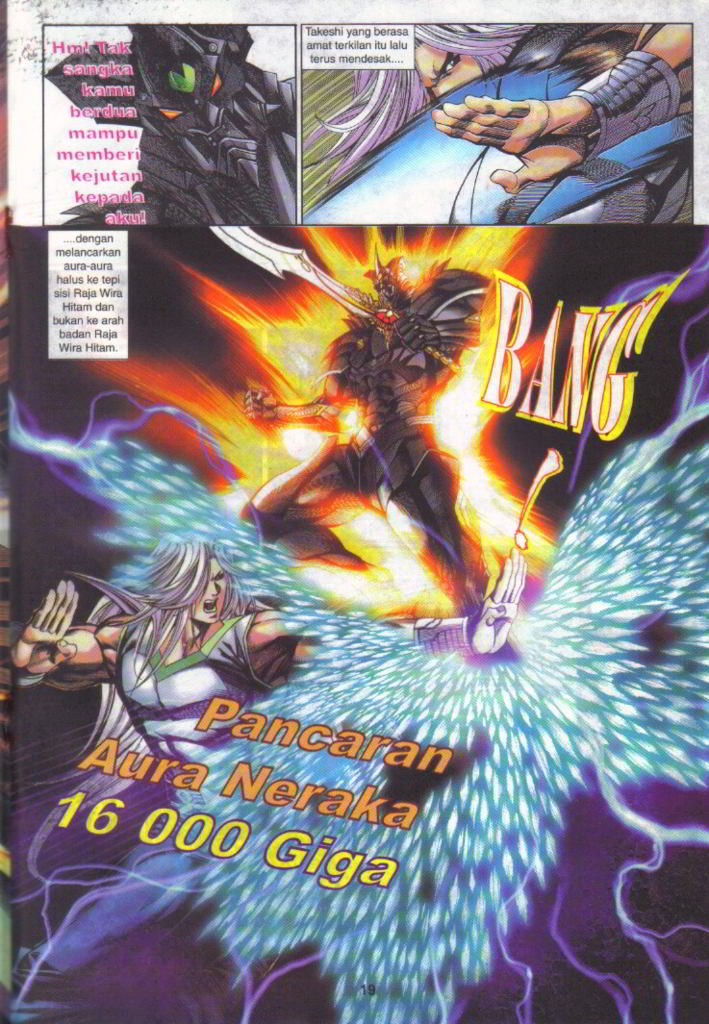 Hm! Tak
sangka
kamu
berdua
mampu
memberi
kejutan
kepada
aku!
Takeshi yang berasa
amat terkilan itu lalu
terus mendesak....
....dengan
melancarkan
aura-aura
halus ke tepi
sisi Raja Wira
Hitam dan
bukan ke arah
badan Raja
Wira Hitam.
BANG
!
Pancaran
Aura Neraka
16 000 Giga
19